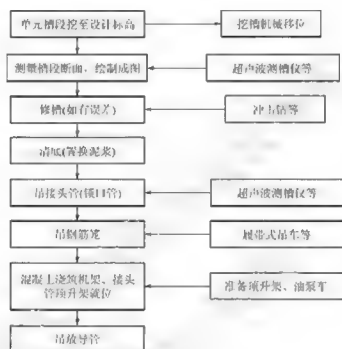 单元槽段挖至设计标高
挖槽机械移位
测量槽段断面、绘制成图
超声波测槽仪等
修槽(如有误差)
冲击钻等
清底(置换泥浆)
吊接头管(锁口管)
超声波测槽仪等
吊钢筋笼
履带式吊车等
混凝土浇筑机架、接头
管顶升架就位
准备顶升架、油泵车
吊放导管